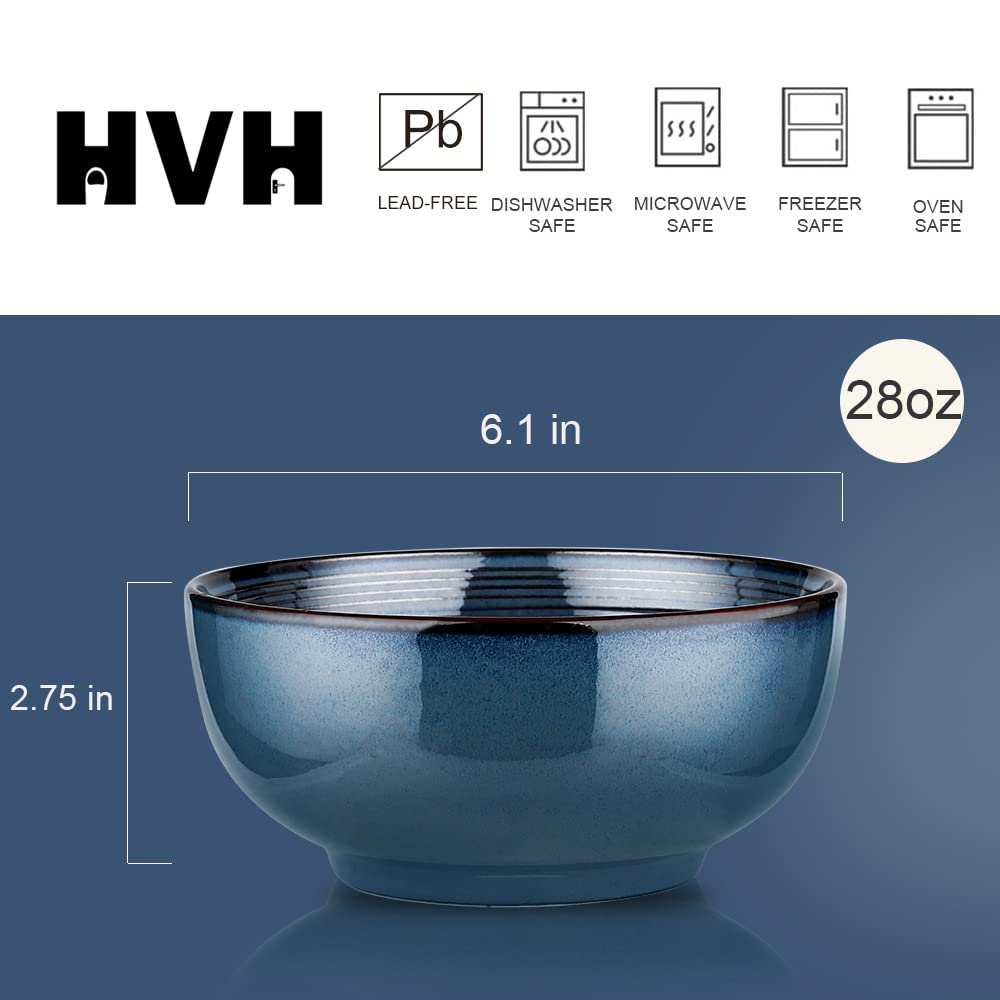 HVH
Pb
LEAD-FREE
DISHWASHER
SAFE
MICROWAVE
SAFE
FREEZER
SAFE
OVEN
SAFE
28oz
6.1 in
2.75 in